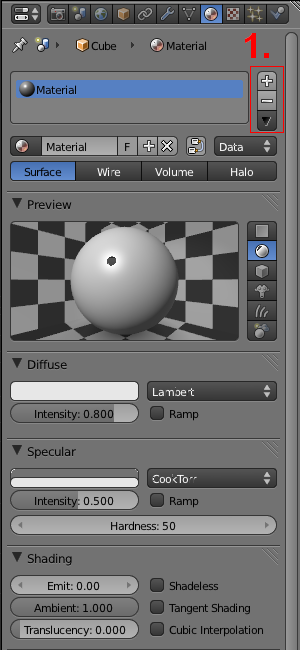 1.
Cube
Material
Material
Material
F
Data
Surface
Wire
Volume
Halo
Preview
Diffuse
Lambert
Intensity: 0.800
Ramp
Specular
CookTorr
Intensity: 0.500
Ramp
Hardness: 50
Shading
Emit: 0.00
Shadeless
Ambient: 1.000
Tangent Shading
Translucency: 0.000
Cubic Interpolation